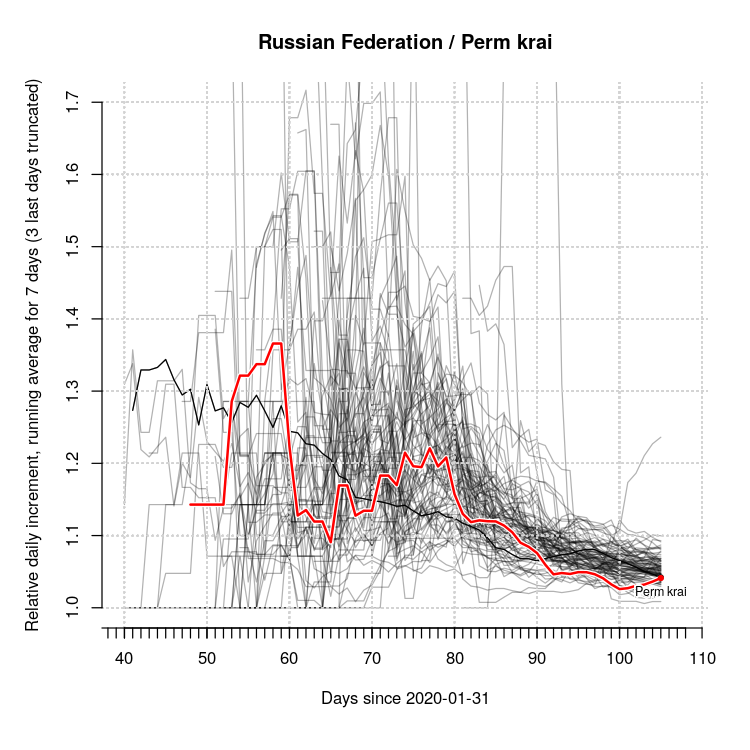 Russian Federation / Perm krai
Relative daily increment, running average for 7 days (3 last days truncated)
1.7
1.6
1.5
1.4
1.3
1.2
1.1
1.0
Perm krai
40 50 60 70 80 90 100 110
Days since 2020-01-31